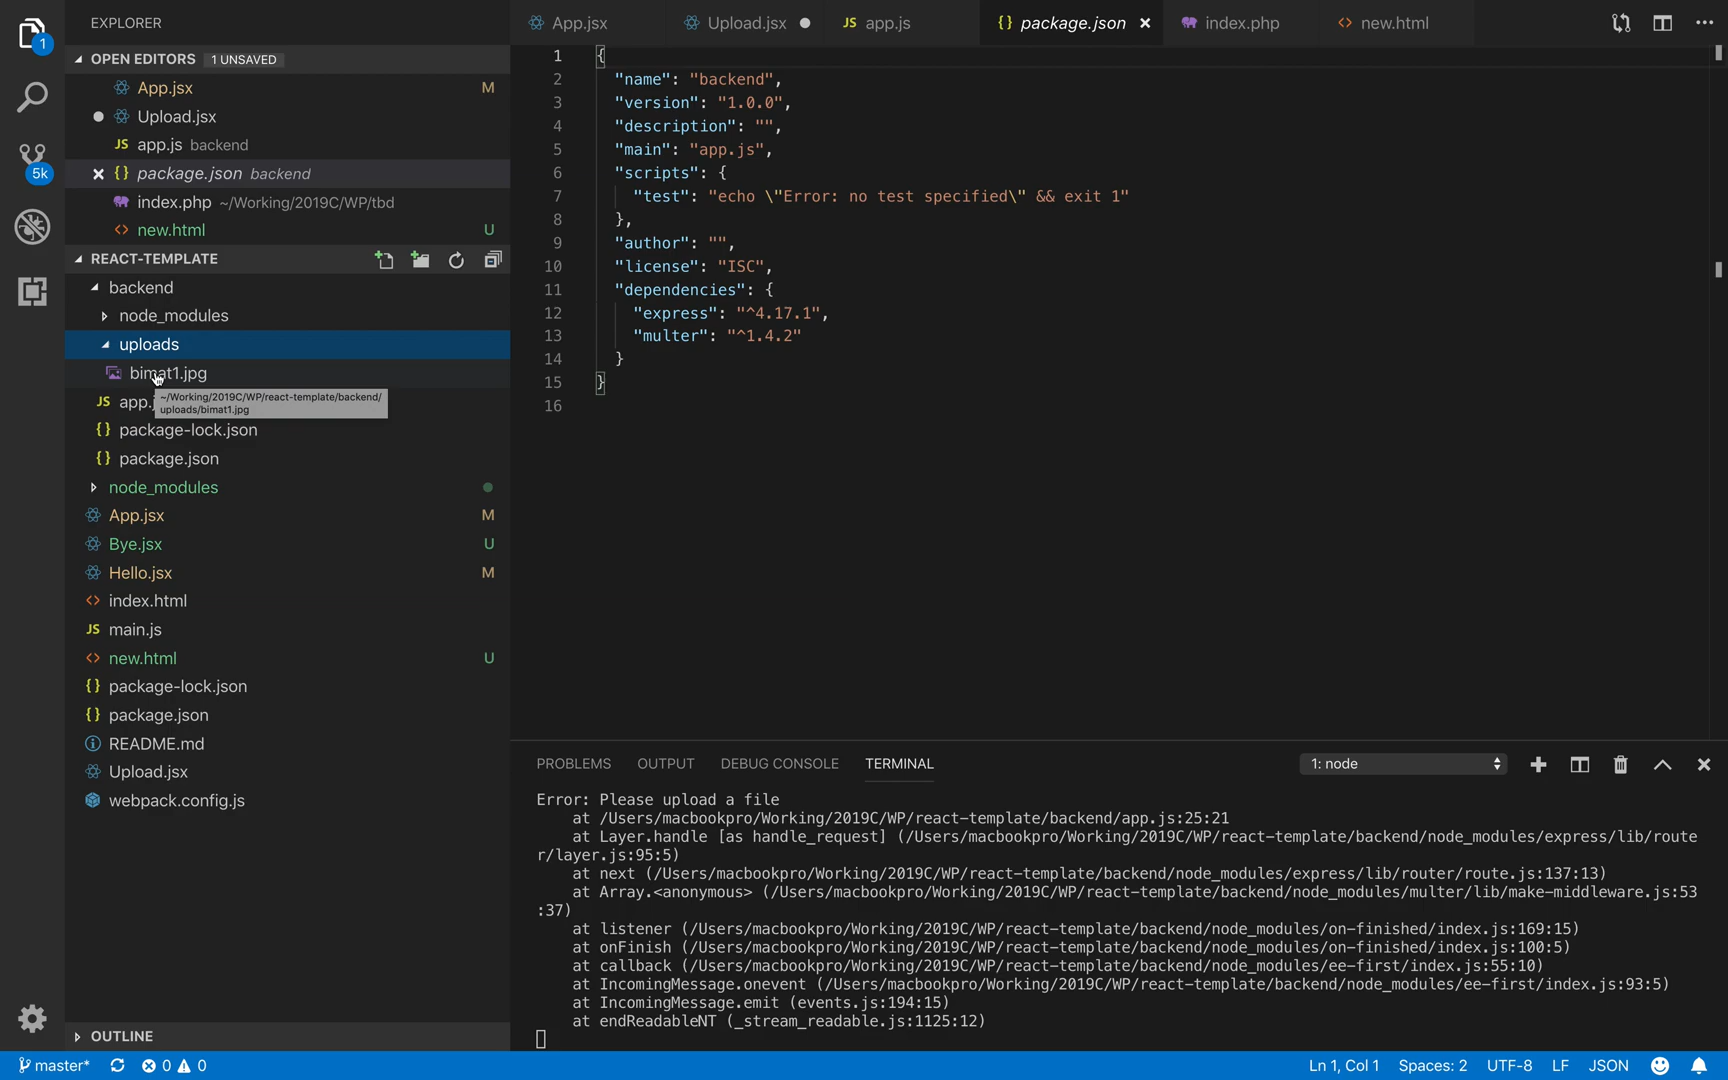 EXPLORER
App.jsx
Upload.jsx
JS app.js
{} package.json
index.php
<> new.html
1
OPEN EDITORS 1 UNSAVED
App.jsx M
Upload.jsx
JS app.js backend
{} package.json backend
index.php ~/Working/2019C/WP/tbd
<> new.html U
5k
REACT-TEMPLATE
backend
node_modules
uploads
bimat1.jpg
JS app.j
~/Working/2019C/WP/react-template/backend/
uploads/bimat1.jpg
{} package-lock.json
{} package.json
node_modules
App.jsx M
Bye.jsx U
Hello.jsx M
<> index.html
JS main.js
<> new.html U
{} package-lock.json
{} package.json
README.md
Upload.jsx
webpack.config.js
OUTLINE
1 {
2 "name": "backend",
3 "version": "1.0.0",
4 "description": "",
5 "main": "app.js",
6 "scripts": {
7 "test": "echo \"Error: no test specified\" && exit 1"
8 },
9 "author": "",
10 "license": "ISC",
11 "dependencies": {
12 "express": "^4.17.1",
13 "multer": "^1.4.2"
14 }
15 }
16
PROBLEMS OUTPUT DEBUG CONSOLE TERMINAL 1: node
Error: Please upload a file
at /Users/macbookpro/Working/2019C/WP/react-template/backend/app.js:25:21
at Layer.handle [as handle_request] (/Users/macbookpro/Working/2019C/WP/react-template/backend/node_modules/express/lib/route
r/layer.js:95:5)
at next (/Users/macbookpro/Working/2019C/WP/react-template/backend/node_modules/express/lib/router/route.js:137:13)
at Array.<anonymous> (/Users/macbookpro/Working/2019C/WP/react-template/backend/node_modules/multer/lib/make-middleware.js:53
:37)
at listener (/Users/macbookpro/Working/2019C/WP/react-template/backend/node_modules/on-finished/index.js:169:15)
at onFinish (/Users/macbookpro/Working/2019C/WP/react-template/backend/node_modules/on-finished/index.js:100:5)
at callback (/Users/macbookpro/Working/2019C/WP/react-template/backend/node_modules/ee-first/index.js:55:10)
at IncomingMessage.onevent (/Users/macbookpro/Working/2019C/WP/react-template/backend/node_modules/ee-first/index.js:93:5)
at IncomingMessage.emit (events.js:194:15)
at endReadableNT (_stream_readable.js:1125:12)
master* 0 0
Ln 1, Col 1 Spaces: 2 UTF-8 LF JSON